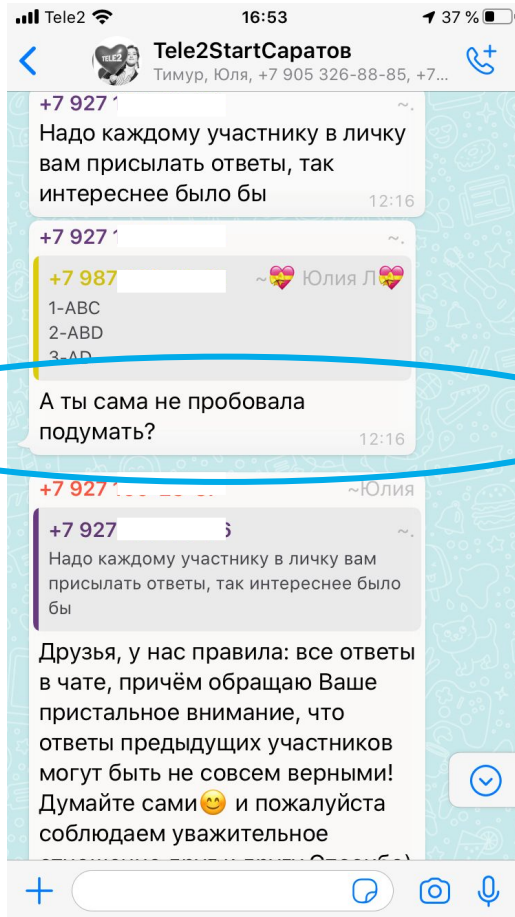 Tele2 16:53 37 %
TELE2
Tele2StartСаратов
Тимур, Юля, +7 905 326-88-85, +7...
+7 927 ~.
Надо каждому участнику в личку
вам присылать ответы, так
интереснее было бы
12:16
+7 927 ~.
+7 987 ~💝 Юлия Л💝
1-ABC
2-ABD
3-AD
А ты сама не пробовала
подумать?
12:16
+7 927 ~Юлия
+7 927 ~.
Надо каждому участнику в личку вам
присылать ответы, так интереснее было
бы
Друзья, у нас правила: все ответы
в чате, причём обращаю Ваше
пристальное внимание, что
ответы предыдущих участников
могут быть не совсем верными!
Думайте сами😊 и пожалуйста
соблюдаем уважительное